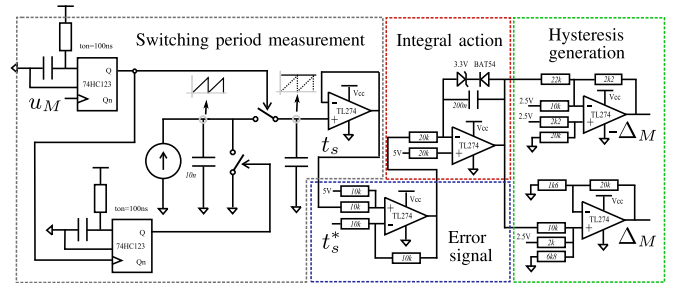 Switching period measurement
ton=100ns
Q
74HC123
Qn
u_M
10n
t_s
Vcc
TL274
ton=100ns
Q
74HC123
Qn
Integral action
3.3V BAT54
200n
20k
5V 20k
Vcc
TL274
5V 10k
10k
t_s^* 10k
Vcc
TL274
10k
Error
signal
Hysteresis
generation
22k 2k2
2.5V 10k
2.5V 2k2
20k
Vcc
TL274
-Δ_M
1k6 20k
10k
2.5V 2k
6k8
Vcc
TL274
Δ_M